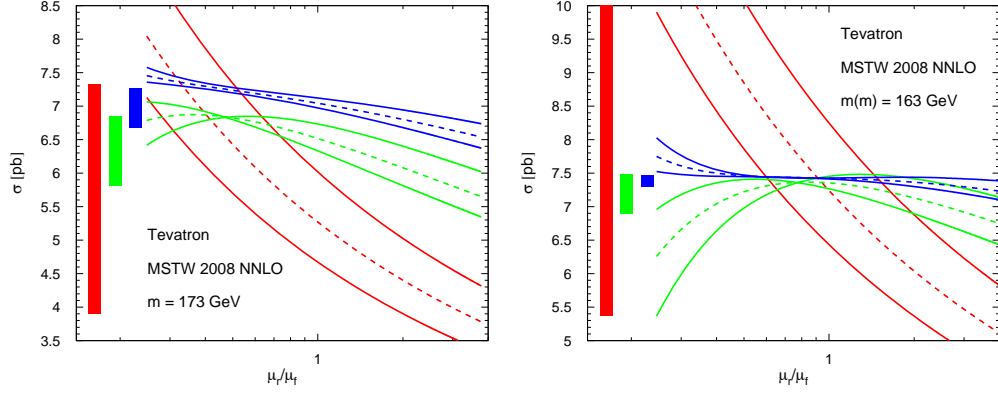 8.5
8
7.5
7
6.5
6
5.5
5
4.5
4
3.5
σ [pb]
Tevatron
MSTW 2008 NNLO
m = 173 GeV
1
μr/μf
10
9.5
9
8.5
8
7.5
7
6.5
6
5.5
5
σ [pb]
Tevatron
MSTW 2008 NNLO
m(m) = 163 GeV
1
μr/μf